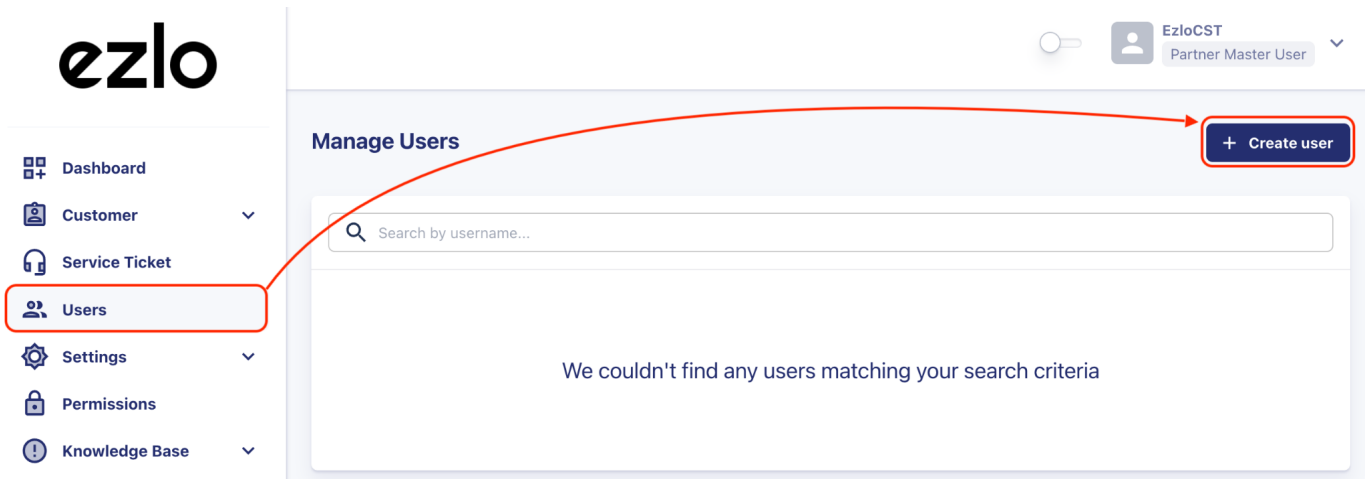 ezlo
EzloCST
Partner Master User
Dashboard
Customer
Service Ticket
Users
Settings
Permissions
Knowledge Base
Manage Users
+ Create user
Search by username...
We couldn't find any users matching your search criteria